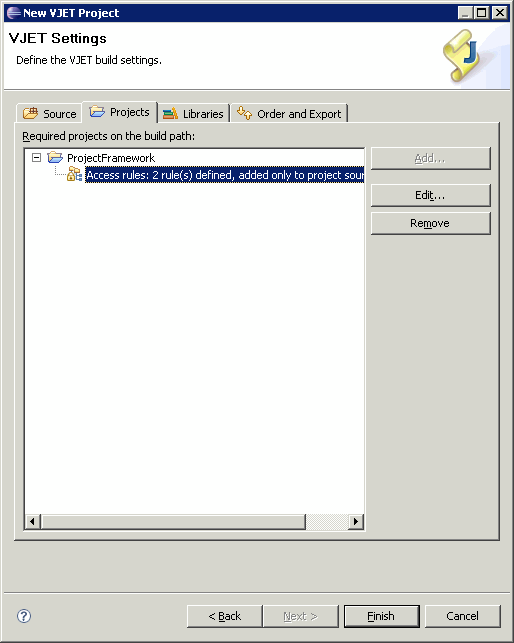 New VJET Project
VJET Settings
Define the VJET build settings.
Source Projects Libraries Order and Export
Required projects on the build path:
ProjectFramework
Access rules: 2 rule(s) defined, added only to project sour
Add...
Edit...
Remove
< Back Next > Finish Cancel